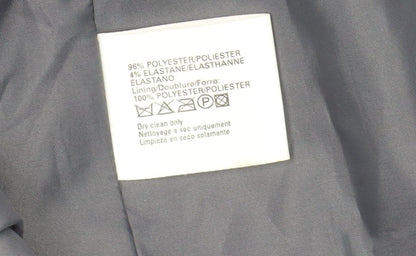 96% POLYESTER/POLIESTER
4% ELASTANE/ELASTHANNE
ELASTANO
Lining/Doublure/Forro:
100% POLYESTER/POLIESTER
P
Dry clean only
Nettoyage a sec uniquement
Limpieza en seco solamente